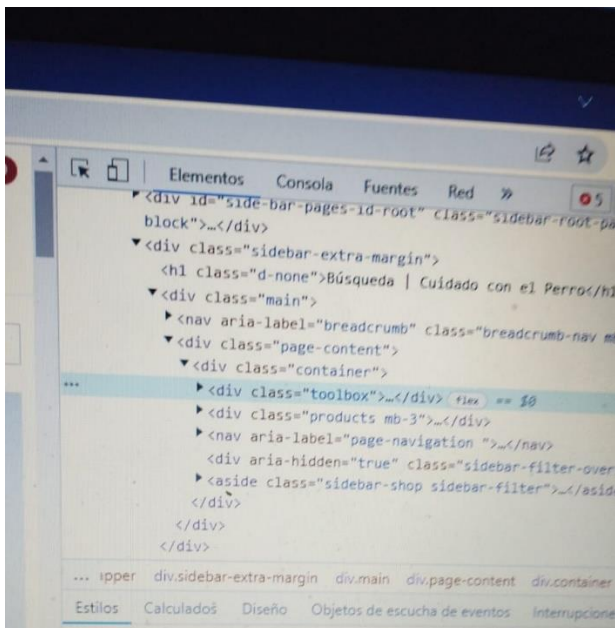 Elementos Consola Fuentes Red » 5
<div id="side-bar-pages-id-root" class="sidebar-root-pa
block">…</div>
<div class="sidebar-extra-margin">
<h1 class="d-none">Búsqueda | Cuidado con el Perro</h1
<div class="main">
<nav aria-label="breadcrumb" class="breadcrumb-nav m
<div class="page-content">
<div class="container">
... <div class="toolbox">…</div> flex == $0
<div class="products mb-3">…</div>
<nav aria-label="page-navigation ">…</nav>
<div aria-hidden="true" class="sidebar-filter-over
<aside class="sidebar-shop sidebar-filter">…</asid
</div>
</div>
</div>
... ipper div.sidebar-extra-margin div.main div.page-content div.container
Estilos Calculados Diseño Objetos de escucha de eventos Interrupcione